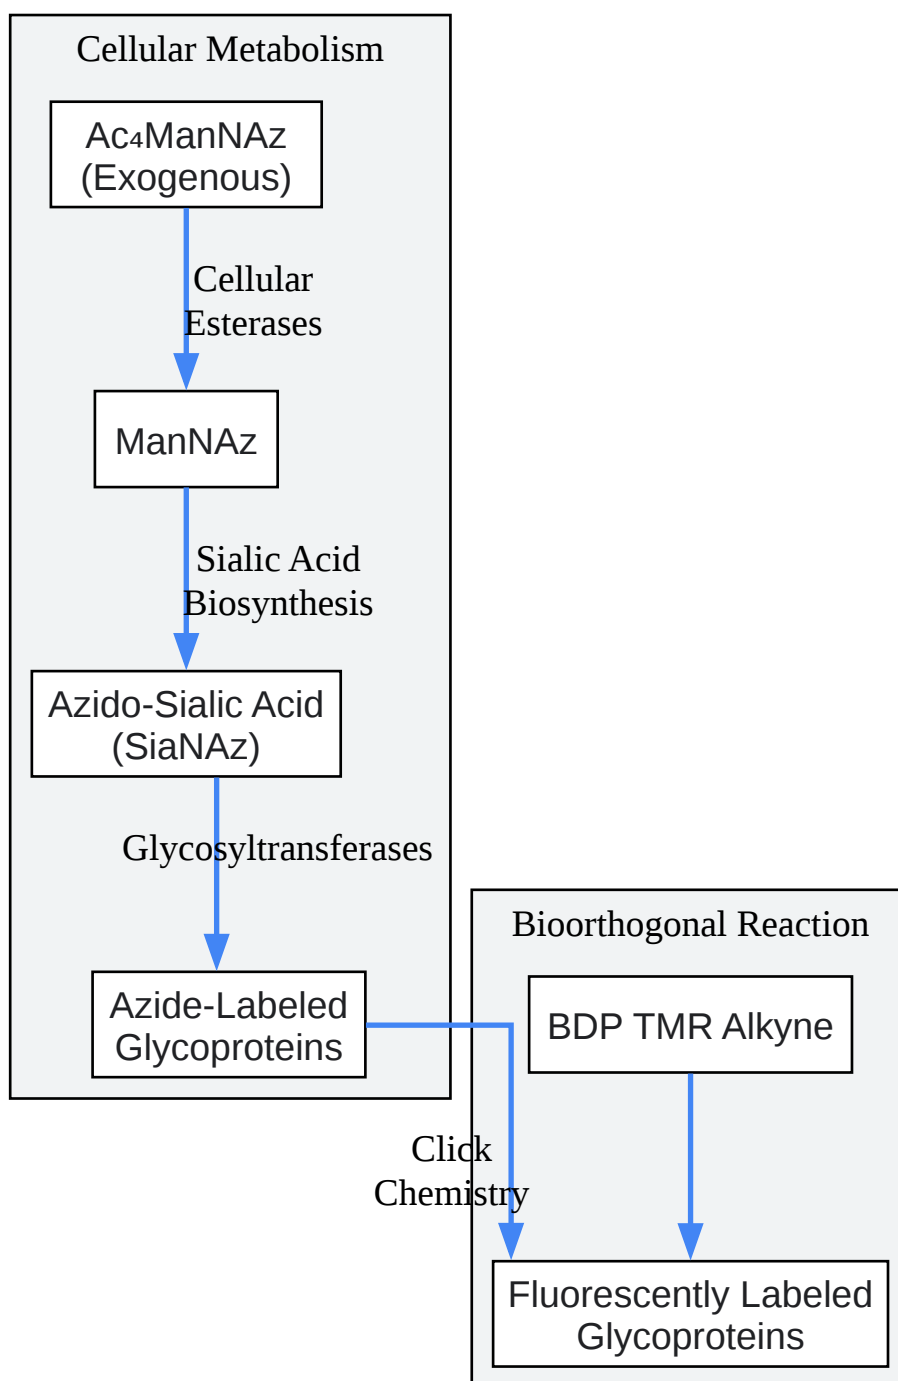 Cellular Metabolism
Ac₄ManNAz
(Exogenous)
Cellular
Esterases
ManNAz
Sialic Acid
Biosynthesis
Azido-Sialic Acid
(SiaNAz)
Glycosyltransferases
Azide-Labeled
Glycoproteins
Bioorthogonal Reaction
BDP TMR Alkyne
Click
Chemistry
Fluorescently Labeled
Glycoproteins